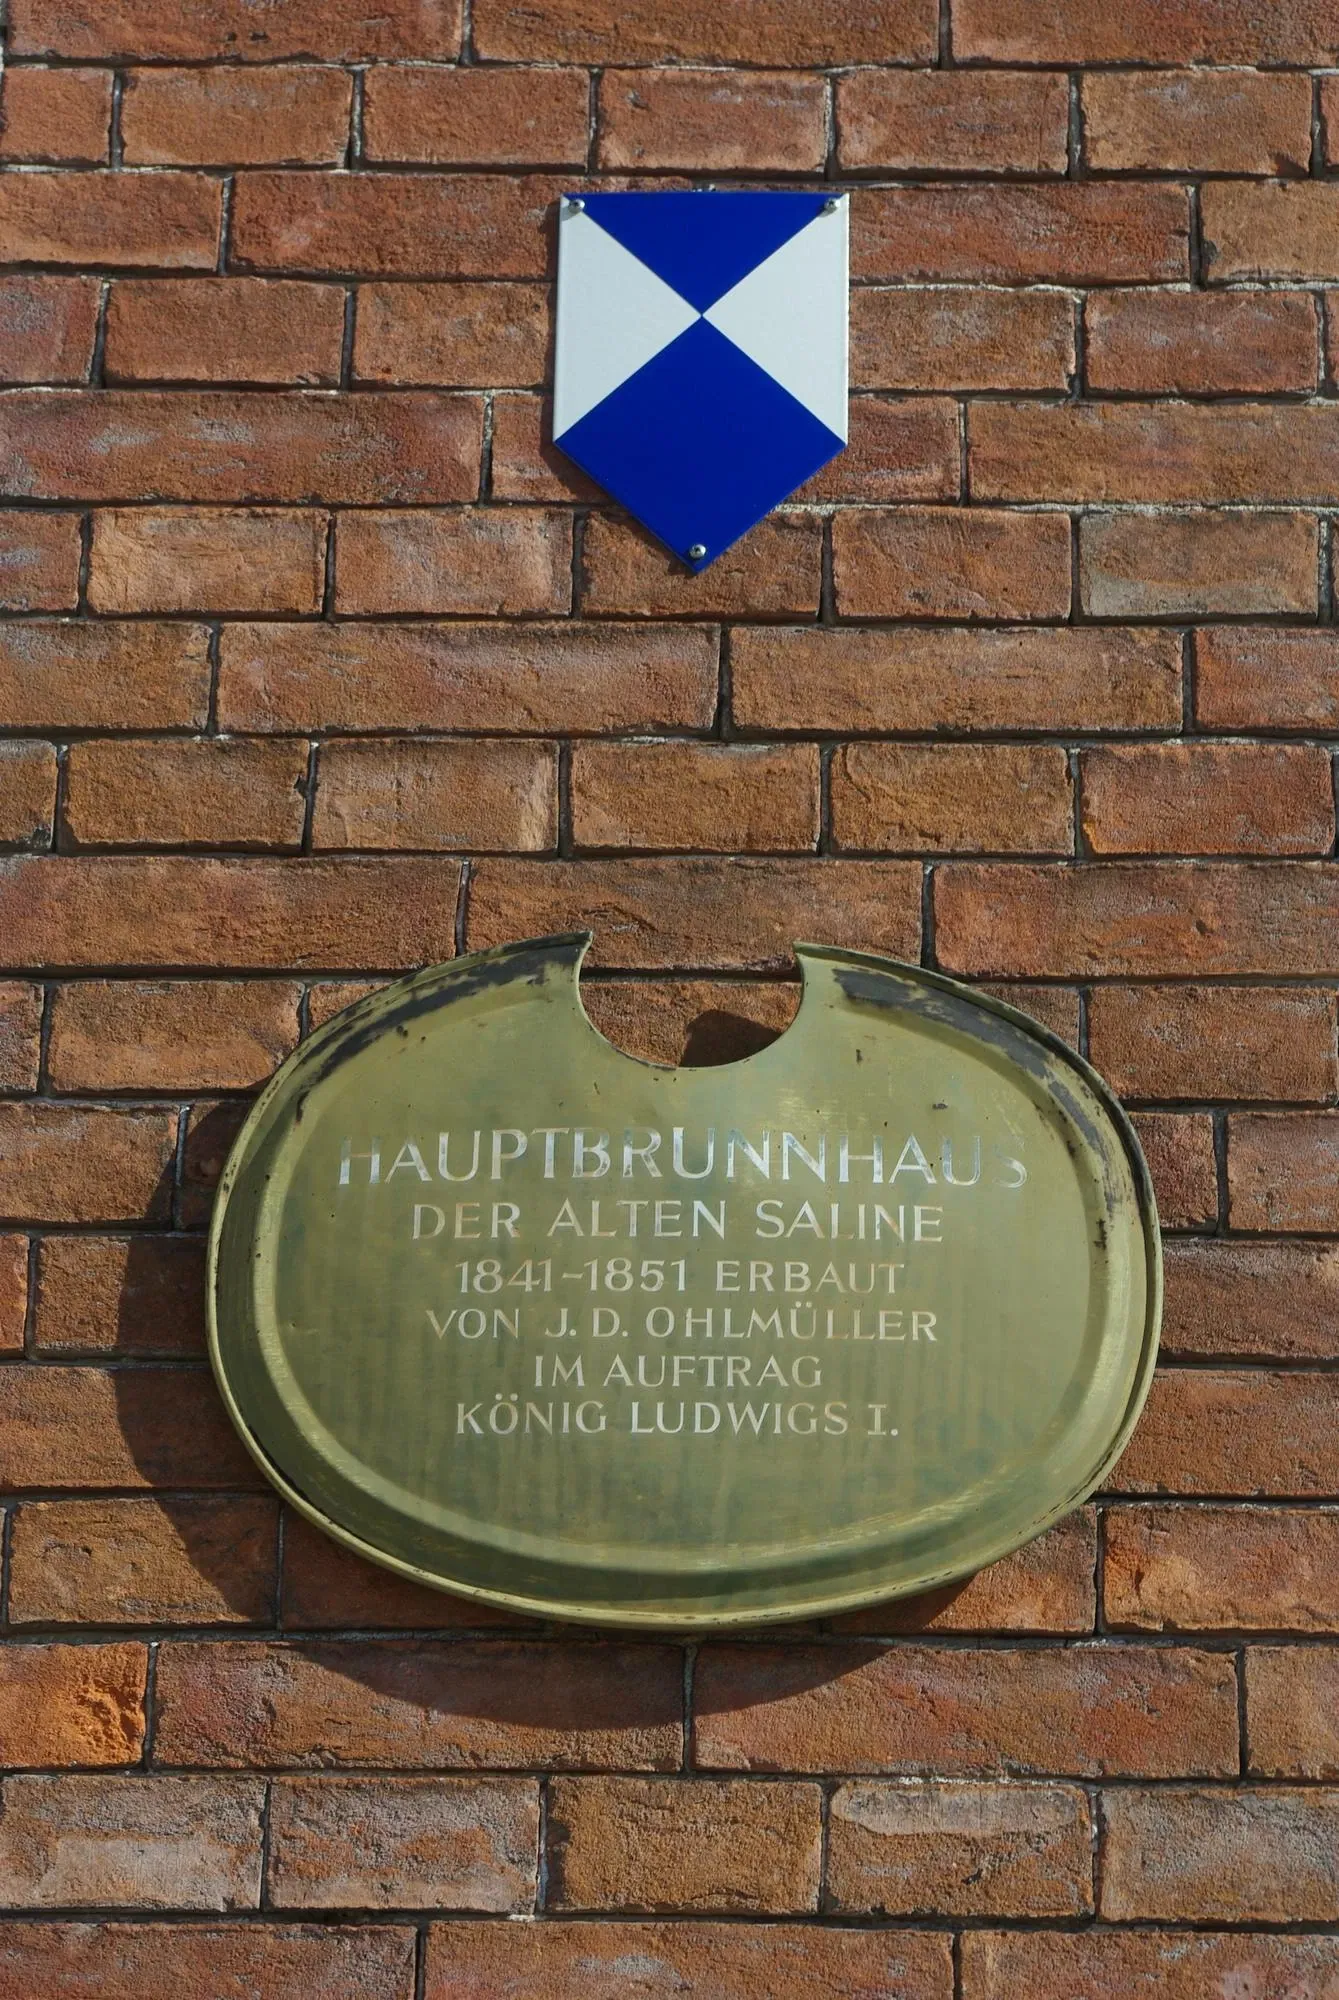 HAUPTBRUNNHAUS
DER ALTEN SALINE
1841-1851 ERBAUT
VON J. D. OHLMÜLLER
IM AUFTRAG
KÖNIG LUDWIGS I.